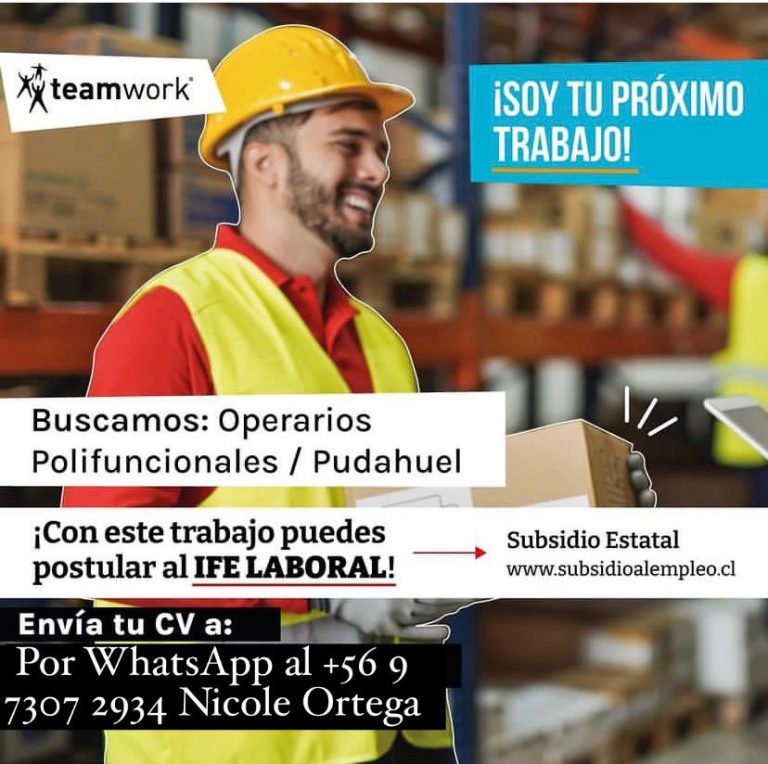 teamwork
¡SOY TU PRÓXIMO
TRABAJO!
Buscamos: Operarios
Polifuncionales / Pudahuel
¡Con este trabajo puedes
postular al IFE LABORAL!
Subsidio Estatal
www.subsidioalempleo.cl
Envía tu CV a:
Por WhatsApp al +56 9
7307 2934 Nicole Ortega